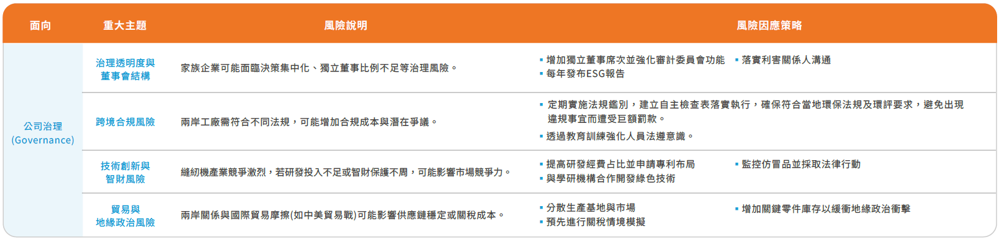 面向 重大主題 風險說明 風險因應策略
公司治理
(Governance)
治理透明度與
董事會結構
家族企業可能面臨決策集中化、獨立董事比例不足等治理風險。
▪ 增加獨立董事席次並強化審計委員會功能 ▪ 落實利害關係人溝通
▪ 每年發布ESG報告
跨境合規風險
兩岸工廠需符合不同法規，可能增加合規成本與潛在爭議。
▪ 定期實施法規鑑別，建立自主檢查表落實執行，確保符合當地環保法規及環評要求，避免出現
違規事宜而遭受巨額罰款。
▪ 透過教育訓練強化人員法遵意識。
技術創新與
智財風險
縫紉機產業競爭激烈，若研發投入不足或智財保護不周，可能影響市場競爭力。
▪ 提高研發經費占比並申請專利布局 ▪ 監控仿冒品並採取法律行動
▪ 與學研機構合作開發綠色技術
貿易與
地緣政治風險
兩岸關係與國際貿易摩擦(如中美貿易戰)可能影響供應鏈穩定或關稅成本。
▪ 分散生產基地與市場 ▪ 增加關鍵零件庫存以緩衝地緣政治衝擊
▪ 預先進行關稅情境模擬